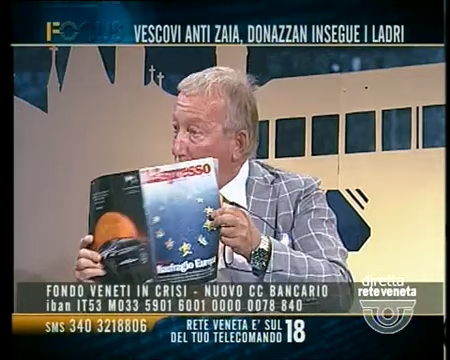 FOCUS VESCOVI ANTI ZAIA, DONAZZAN INSEGUE I LADRI
Naufragio Europa
FONDO VENETI IN CRISI - NUOVO CC BANCARIO
iban IT53 M033 5901 6001 0000 0078 840
diretta
reteveneta
SMS 340 3218806
RETE VENETA E' SUL
DEL TUO TELECOMANDO 18